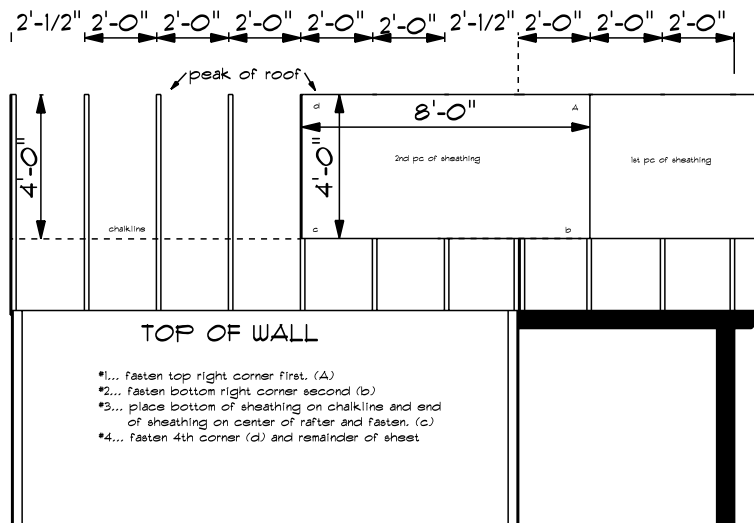 2'-1/2" 2'-0" 2'-0" 2'-0" 2'-0" 2'-0" 2'-1/2" 2'-0" 2'-0" 2'-0"
peak of roof
d
A
8'-0"
4'-0"
4'-0"
2nd pc of sheathing
1st pc of sheathing
chalkline
c
b
TOP OF WALL
#1... fasten top right corner first. (A)
#2... fasten bottom right corner second (b)
#3... place bottom of sheathing on chalkline and end
of sheathing on center of rafter and fasten. (c)
#4... fasten 4th corner (d) and remainder of sheet